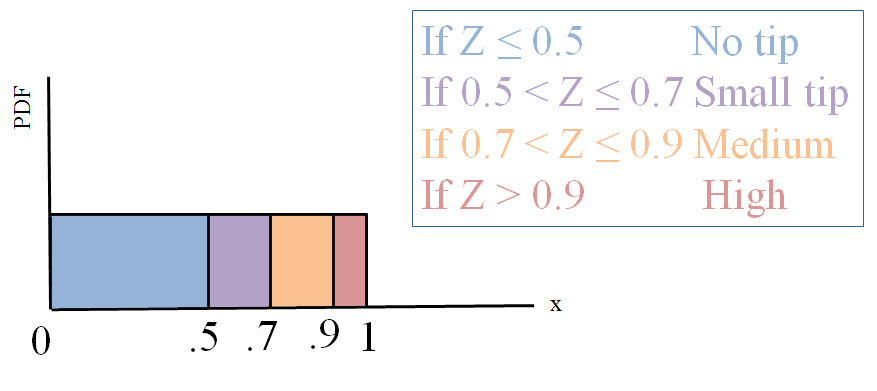 If Z ≤ 0.5 No tip
If 0.5 < Z ≤ 0.7 Small tip
If 0.7 < Z ≤ 0.9 Medium
If Z > 0.9 High
PDF
x
0 .5 .7 .9 1